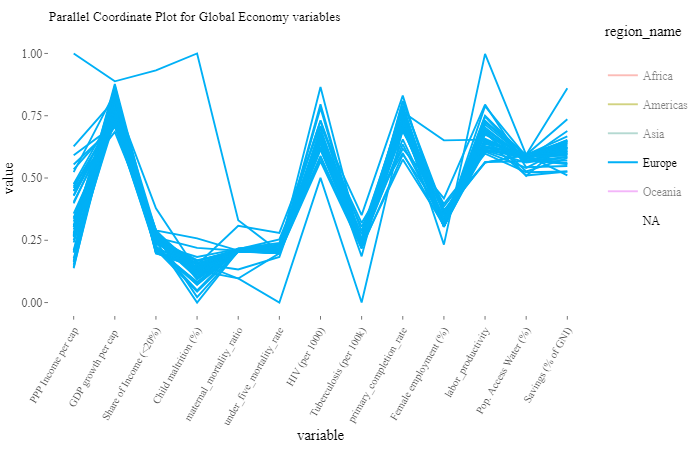 Parallel Coordinate Plot for Global Economy variables
region_name
Africa
Americas
Asia
Europe
Oceania
NA
value
1.00
0.75
0.50
0.25
0.00
PPP Income per cap
GDP growth per cap
Share of Income (<20%)
Child maltrition (%)
maternal_mortality_ratio
under_five_mortality_rate
HIV (per 1000)
Tuberculosis (per 100k)
primary_completion_rate
Female employment (%)
labor_productivity
Pop. Access Water (%)
Savings (% of GNI)
variable